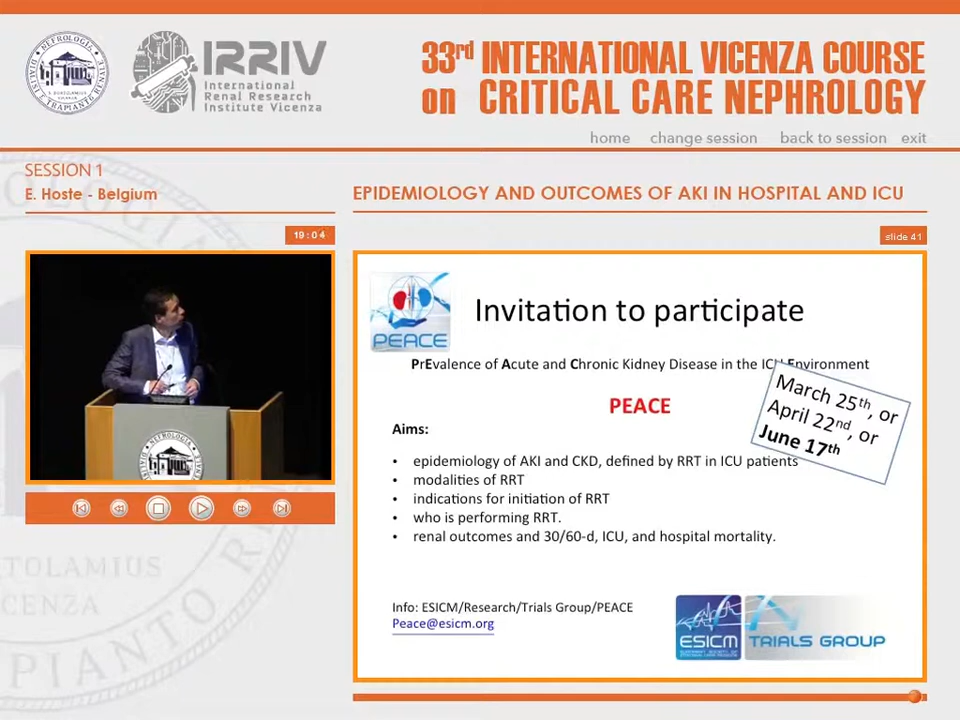 IRRIV
International
Renal Research
Institute Vicenza
33rd INTERNATIONAL VICENZA COURSE
on CRITICAL CARE NEPHROLOGY
home change session back to session exit
SESSION 1
E. Hoste - Belgium
EPIDEMIOLOGY AND OUTCOMES OF AKI IN HOSPITAL AND ICU
19:04
slide 41
PEACE
Invitation to participate
PrEvalence of Acute and Chronic Kidney Disease in the ICU Environment
March 25th, or
April 22nd, or
June 17th
PEACE
Aims:
• epidemiology of AKI and CKD, defined by RRT in ICU patients
• modalities of RRT
• indications for initiation of RRT
• who is performing RRT.
• renal outcomes and 30/60-d, ICU, and hospital mortality.
Info: ESICM/Research/Trials Group/PEACE
Peace@esicm.org
ESICM
TRIALS GROUP
NEFROLOGIA
TOLAMIUS
CENZA